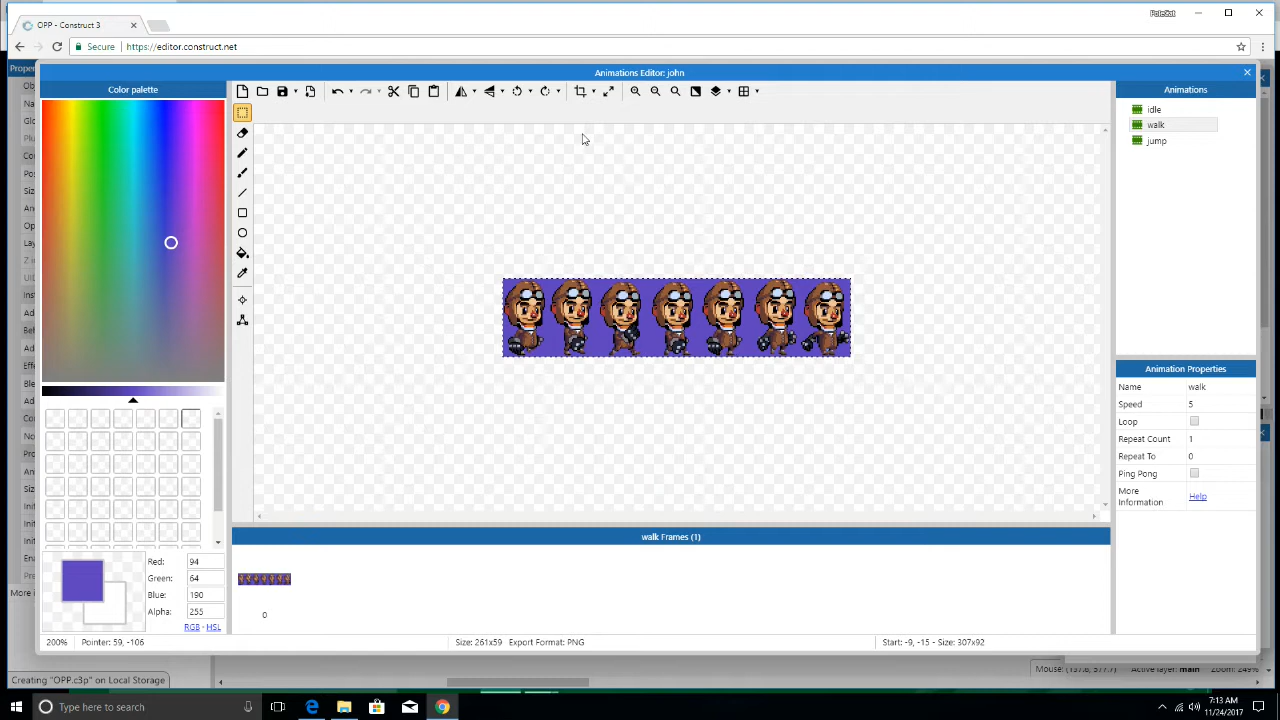 OPP - Construct 3
Secure
https://editor.construct.net
Animations Editor: john
Color palette
Animations
idle
walk
jump
Animation Properties
Name walk
Speed 5
Loop
Repeat Count 1
Repeat To 0
Ping Pong
More Information Help
walk Frames (1)
0
Red: 94
Green: 64
Blue: 190
Alpha: 255
RGB - HSL
200% Pointer: 59, -106
Size: 261x59 Export Format: PNG
Start: -9, -15 - Size: 307x92
Creating "OPP.c3p" on Local Storage
Active layer: main
Type here to search
7:13 AM
11/24/2017